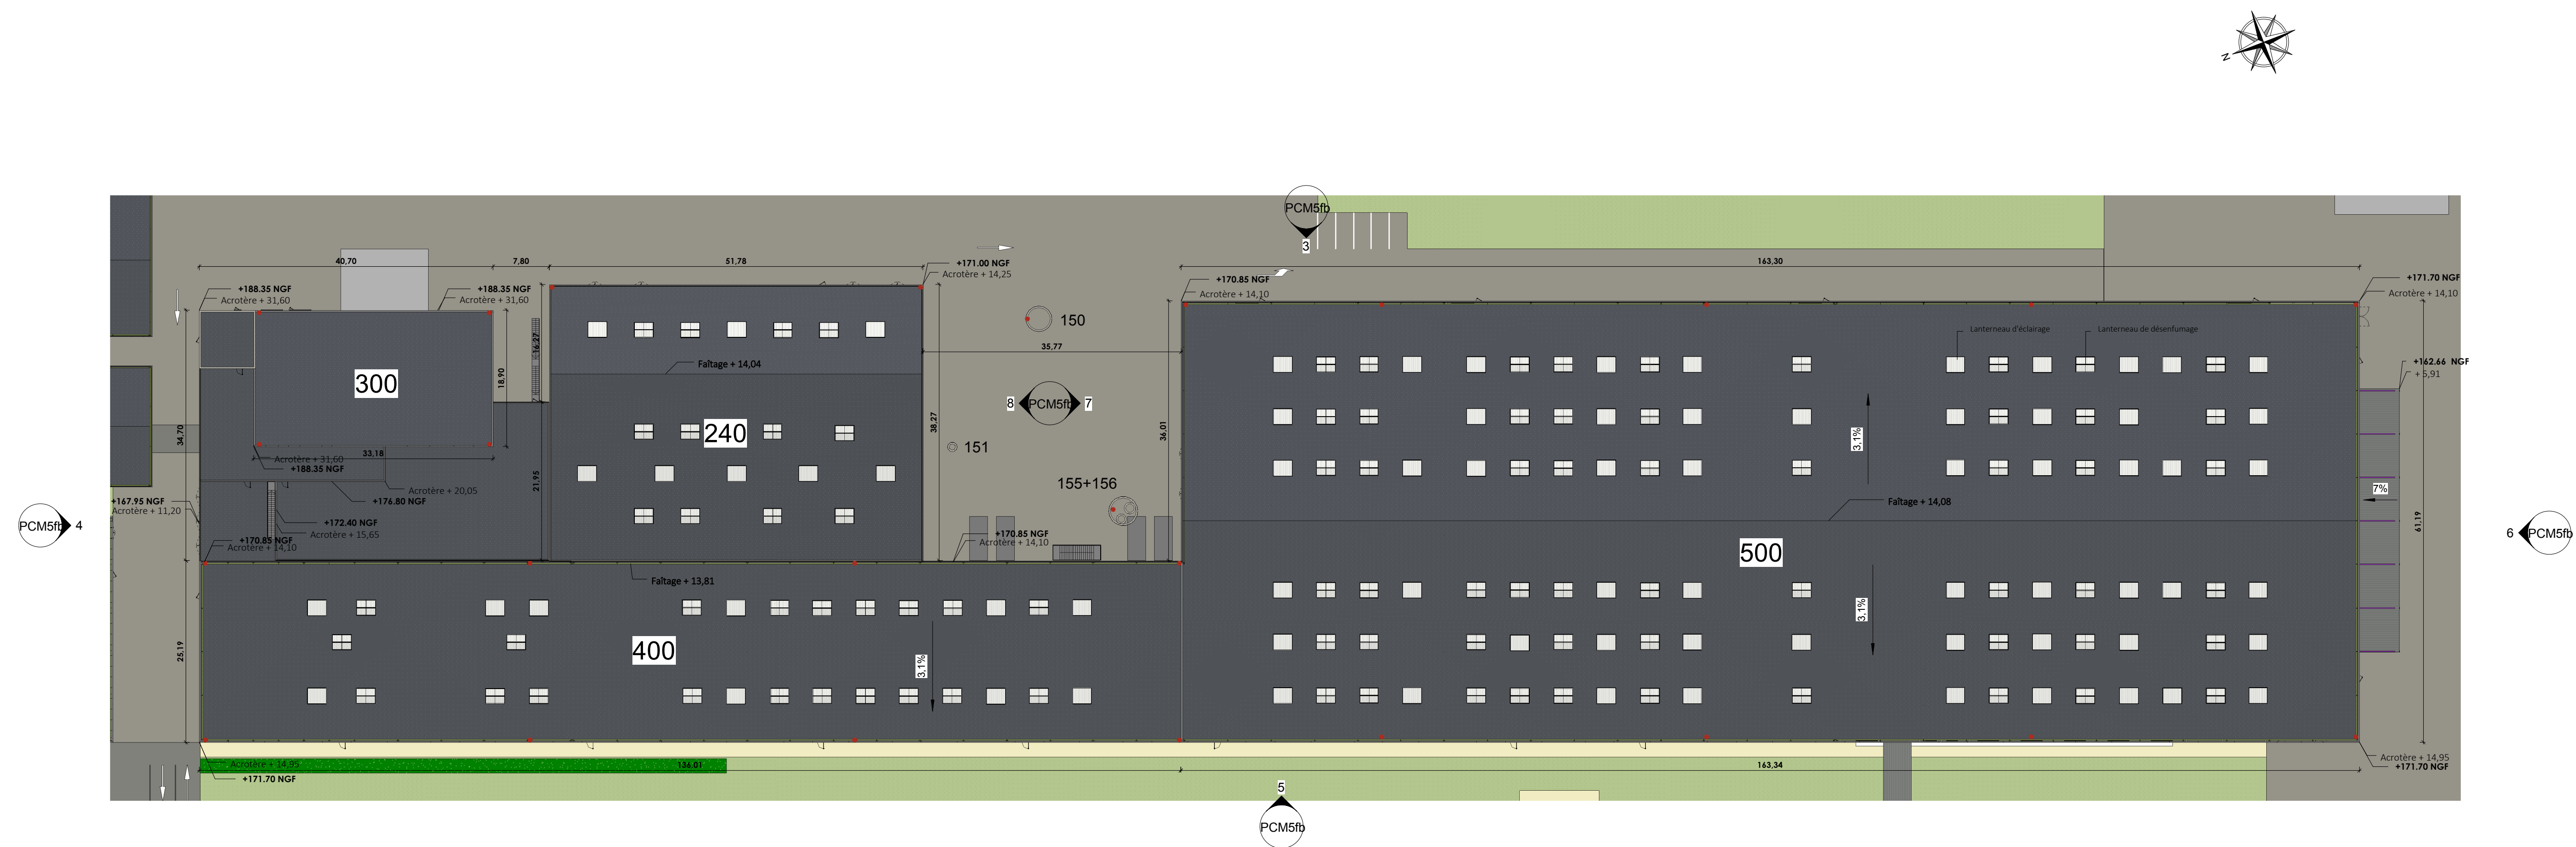 N
PCM5fb
3
40,70
7,80
51,78
+171.00 NGF
Acrotère + 14,25
163,30
+170.85 NGF
Acrotère + 14,10
+171.70 NGF
Acrotère + 14,10
+188.35 NGF
Acrotère + 31,60
+188.35 NGF
Acrotère + 31,60
150
Lanterneau d'éclairage
Lanterneau de désenfumage
16,27
35,77
Faîtage + 14,04
+162.66 NGF
+ 5,91
300
18,90
8
PCM5fb
7
240
38,27
36,01
34,70
3,1%
151
33,18
Acrotère + 31,60
+188.35 NGF
21,95
155+156
Acrotère + 20,05
+176.80 NGF
7%
+167.95 NGF
Acrotère + 11,20
Faîtage + 14,08
PCM5fb
4
+172.40 NGF
Acrotère + 15,65
61,19
6
PCM5fb
+170.85 NGF
Acrotère + 14,10
+170.85 NGF
Acrotère + 14,10
500
Faîtage + 13,81
3,1%
25,19
400
3,1%
Acrotère + 14,95
+171.70 NGF
136,01
163,34
Acrotère + 14,95
+171.70 NGF
5
PCM5fb